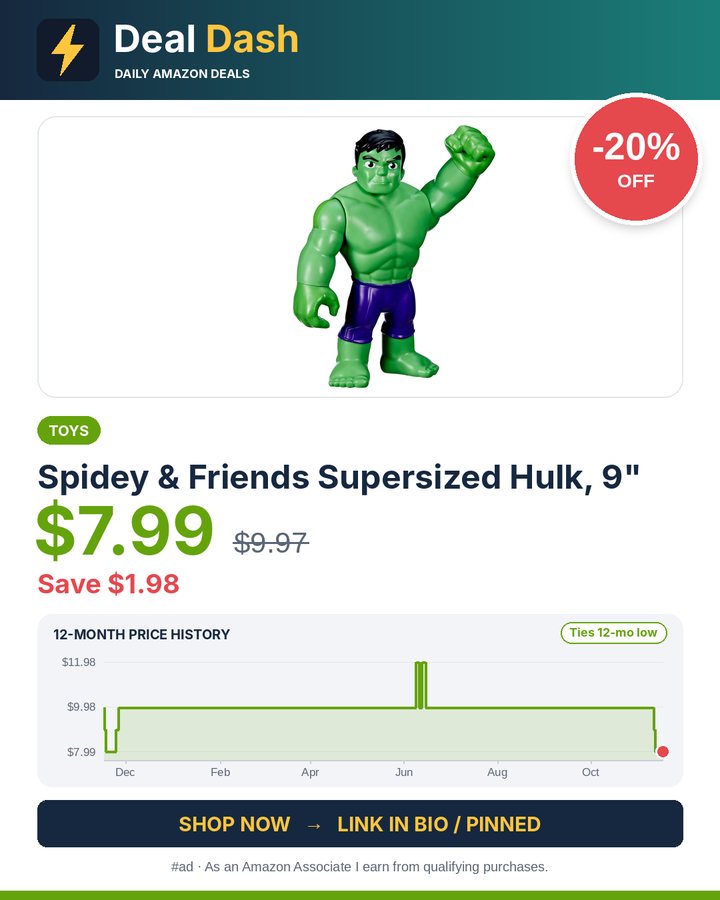 Deal Dash
DAILY AMAZON DEALS
-20%
OFF
TOYS
Spidey & Friends Supersized Hulk, 9"
$7.99 $9.97
Save $1.98
12-MONTH PRICE HISTORY
Ties 12-mo low
$11.98
$9.98
$7.99
Dec Feb Apr Jun Aug Oct
SHOP NOW → LINK IN BIO / PINNED
#ad · As an Amazon Associate I earn from qualifying purchases.